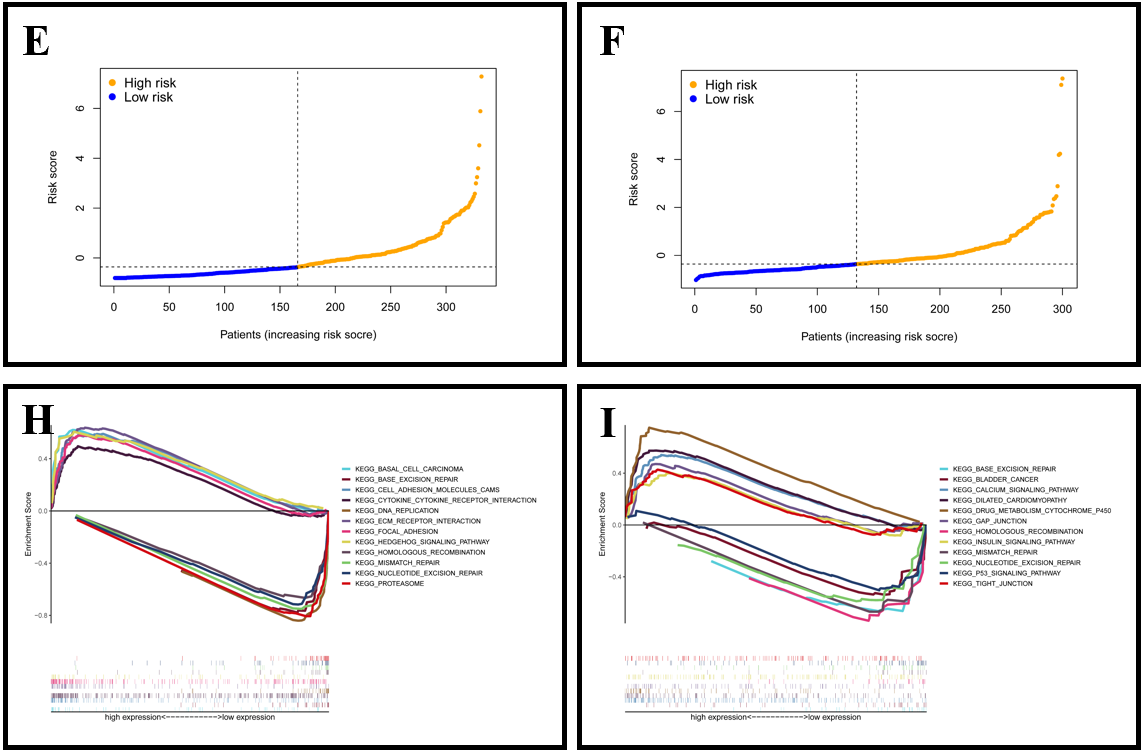 E
High risk
Low risk
Risk score
6
4
2
0
0 50 100 150 200 250 300
Patients (increasing risk socre)
F
High risk
Low risk
Risk score
6
4
2
0
0 50 100 150 200 250 300
Patients (increasing risk socre)
H
Enrichment Score
0.4
0.0
−0.4
−0.8
KEGG_BASAL_CELL_CARCINOMA
KEGG_BASE_EXCISION_REPAIR
KEGG_CELL_ADHESION_MOLECULES_CAMS
KEGG_CYTOKINE_CYTOKINE_RECEPTOR_INTERACTION
KEGG_DNA_REPLICATION
KEGG_ECM_RECEPTOR_INTERACTION
KEGG_FOCAL_ADHESION
KEGG_HEDGEHOG_SIGNALING_PATHWAY
KEGG_HOMOLOGOUS_RECOMBINATION
KEGG_MISMATCH_REPAIR
KEGG_NUCLEOTIDE_EXCISION_REPAIR
KEGG_PROTEASOME
high expression<−−−−−−−−−−−>low expression
I
Enrichment Score
0.4
0.0
−0.4
KEGG_BASE_EXCISION_REPAIR
KEGG_BLADDER_CANCER
KEGG_CALCIUM_SIGNALING_PATHWAY
KEGG_DILATED_CARDIOMYOPATHY
KEGG_DRUG_METABOLISM_CYTOCHROME_P450
KEGG_GAP_JUNCTION
KEGG_HOMOLOGOUS_RECOMBINATION
KEGG_INSULIN_SIGNALING_PATHWAY
KEGG_MISMATCH_REPAIR
KEGG_NUCLEOTIDE_EXCISION_REPAIR
KEGG_P53_SIGNALING_PATHWAY
KEGG_TIGHT_JUNCTION
high expression<−−−−−−−−−−−>low expression